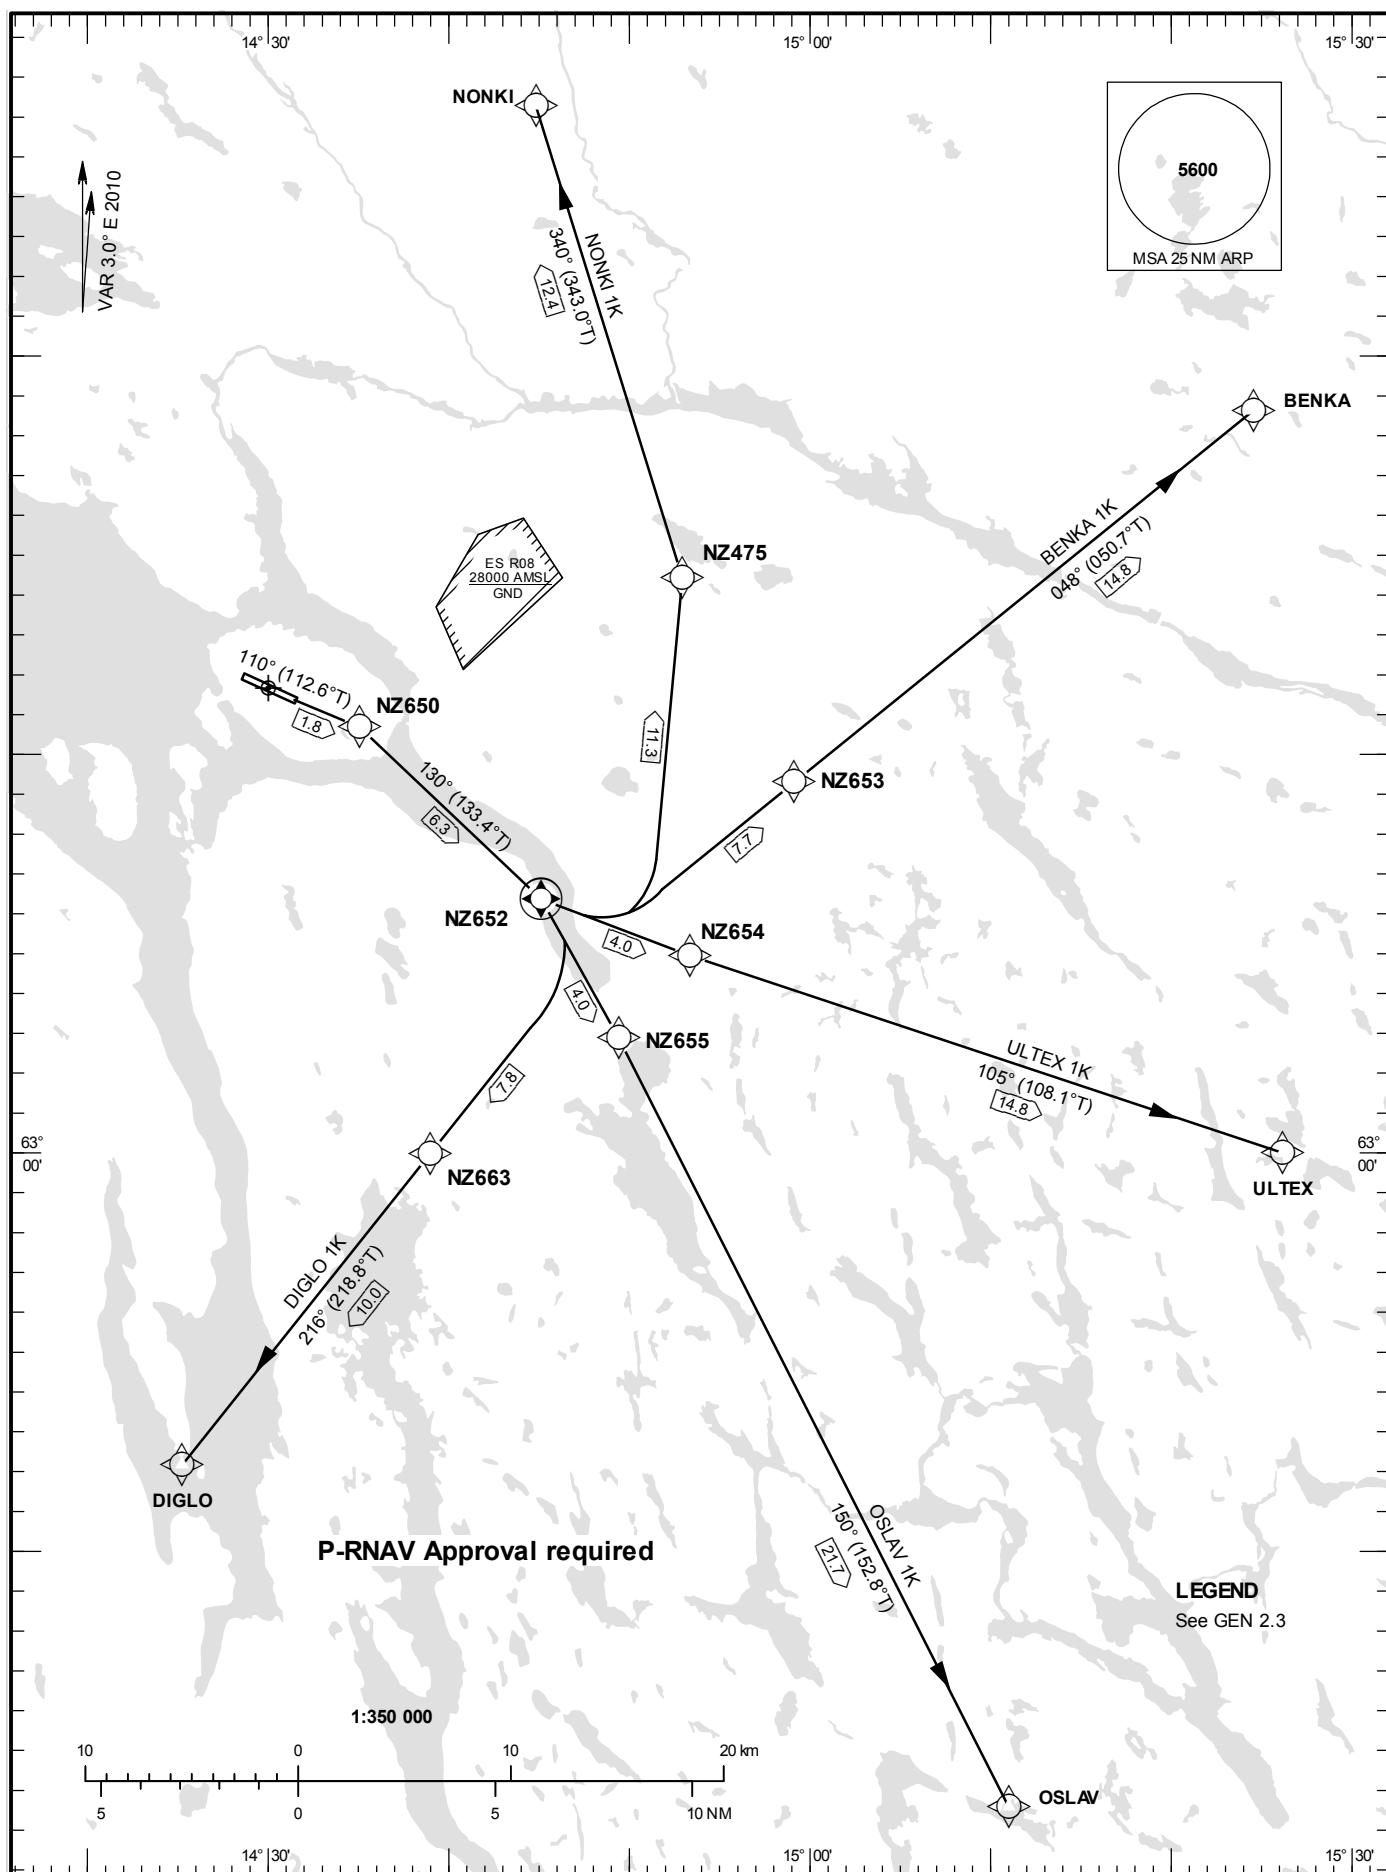 14° 30'
15° 00'
15° 30'
NONKI
5600
MSA 25 NM ARP
VAR 3.0° E 2010
NONKI 1K
340° (343.0°T)
12.4
BENKA
BENKA 1K
048° (050.7°T)
14.8
NZ475
ES R08
28000 AMSL
GND
110° (112.6°T)
1.8
NZ650
11.3
130° (133.4°T)
6.3
NZ653
7.7
NZ652
4.0
NZ654
4.0
NZ655
ULTEX 1K
105° (108.1°T)
14.8
7.8
63°
00'
63°
00'
NZ663
ULTEX
DIGLO 1K
216° (218.8°T)
10.0
DIGLO
OSLAV 1K
150° (152.8°T)
21.7
P-RNAV Approval required
LEGEND
See GEN 2.3
1:350 000
10 0 10 20 km
5 0 5 10 NM
OSLAV
14° 30'
15° 00'
15° 30'